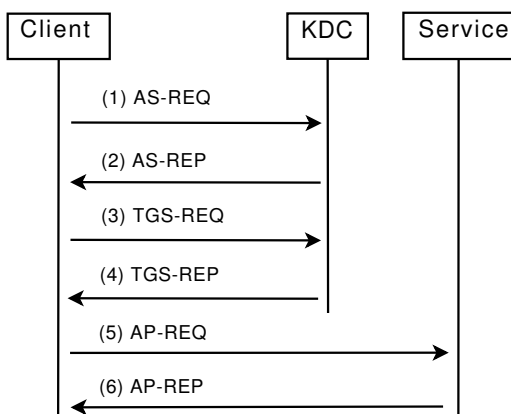 Client KDC Service
(1) AS-REQ
(2) AS-REP
(3) TGS-REQ
(4) TGS-REP
(5) AP-REQ
(6) AP-REP